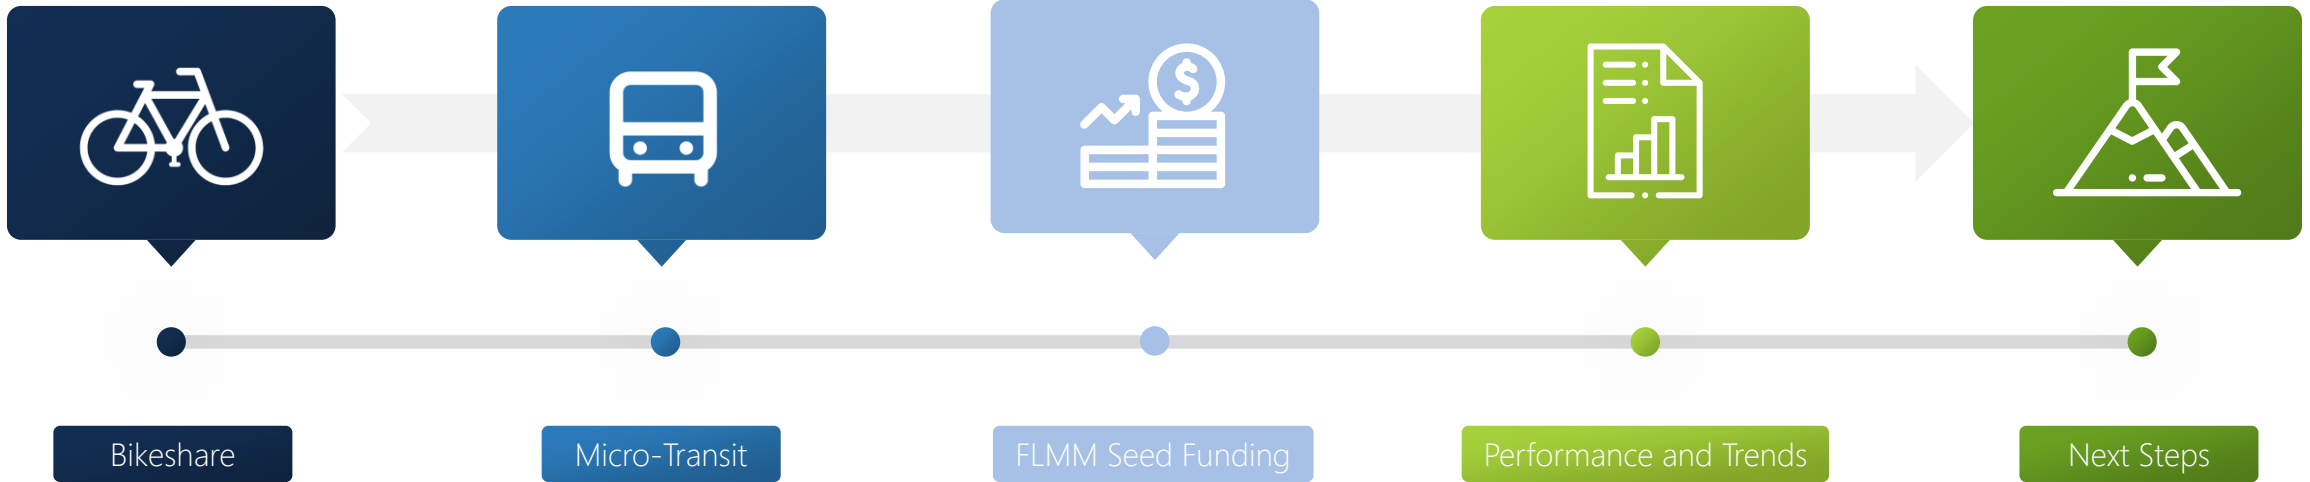 $
Bikeshare
Micro-Transit
FLMM Seed Funding
Performance and Trends
Next Steps